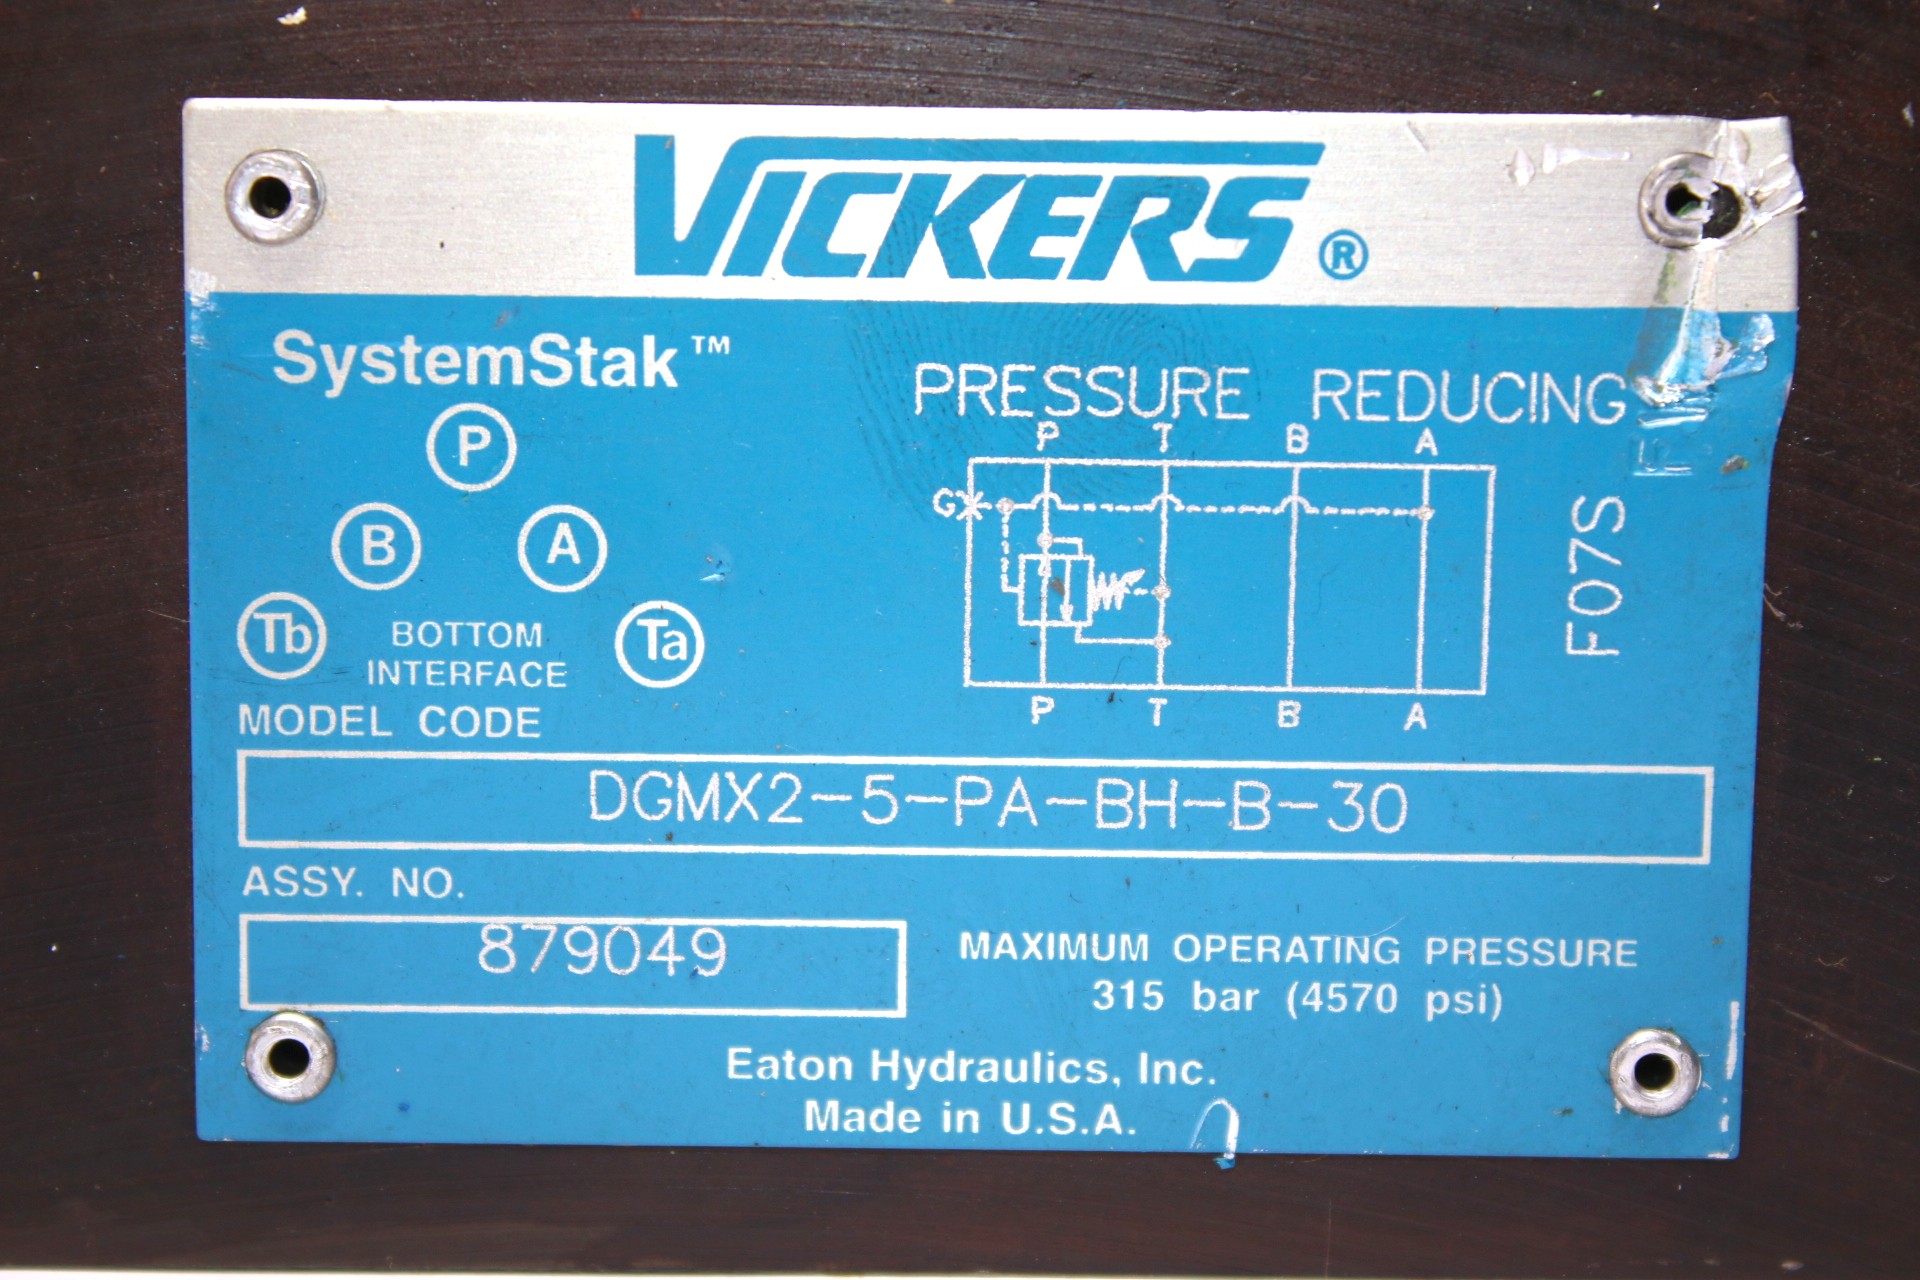 VICKERS®
SystemStak™
P
B A
Tb Ta
BOTTOM
INTERFACE
PRESSURE REDUCING
P T B A
G
P T B A
F07S
MODEL CODE
DGMX2-5-PA-BH-B-30
ASSY. NO.
879049
MAXIMUM OPERATING PRESSURE
315 bar (4570 psi)
Eaton Hydraulics, Inc.
Made in U.S.A.